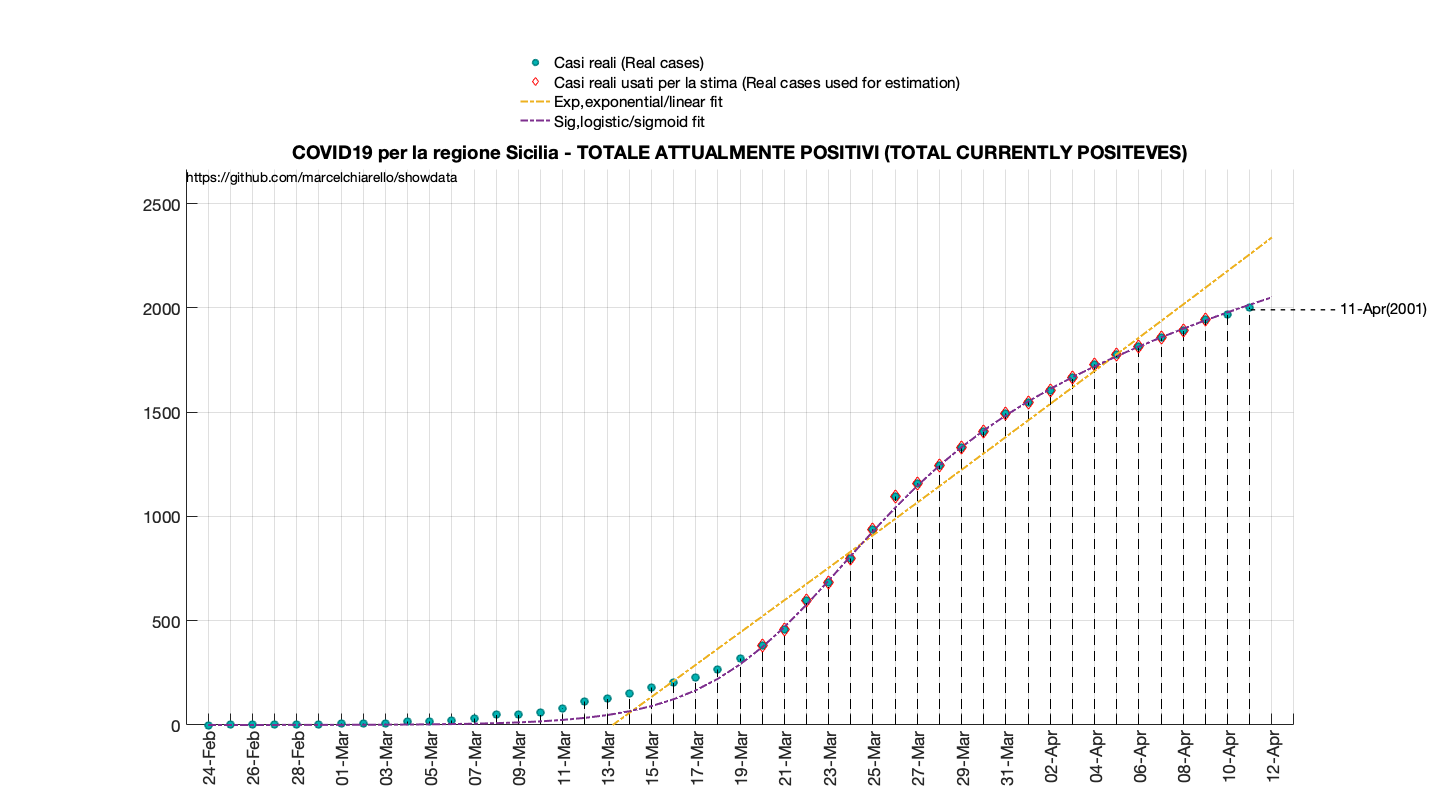 Casi reali (Real cases)
Casi reali usati per la stima (Real cases used for estimation)
Exp,exponential/linear fit
Sig,logistic/sigmoid fit
COVID19 per la regione Sicilia - TOTALE ATTUALMENTE POSITIVI (TOTAL CURRENTLY POSITEVES)
https://github.com/marcelchiarello/showdata
2500
2000
1500
1000
500
0
11-Apr(2001)
24-Feb
26-Feb
28-Feb
01-Mar
03-Mar
05-Mar
07-Mar
09-Mar
11-Mar
13-Mar
15-Mar
17-Mar
19-Mar
21-Mar
23-Mar
25-Mar
27-Mar
29-Mar
31-Mar
02-Apr
04-Apr
06-Apr
08-Apr
10-Apr
12-Apr